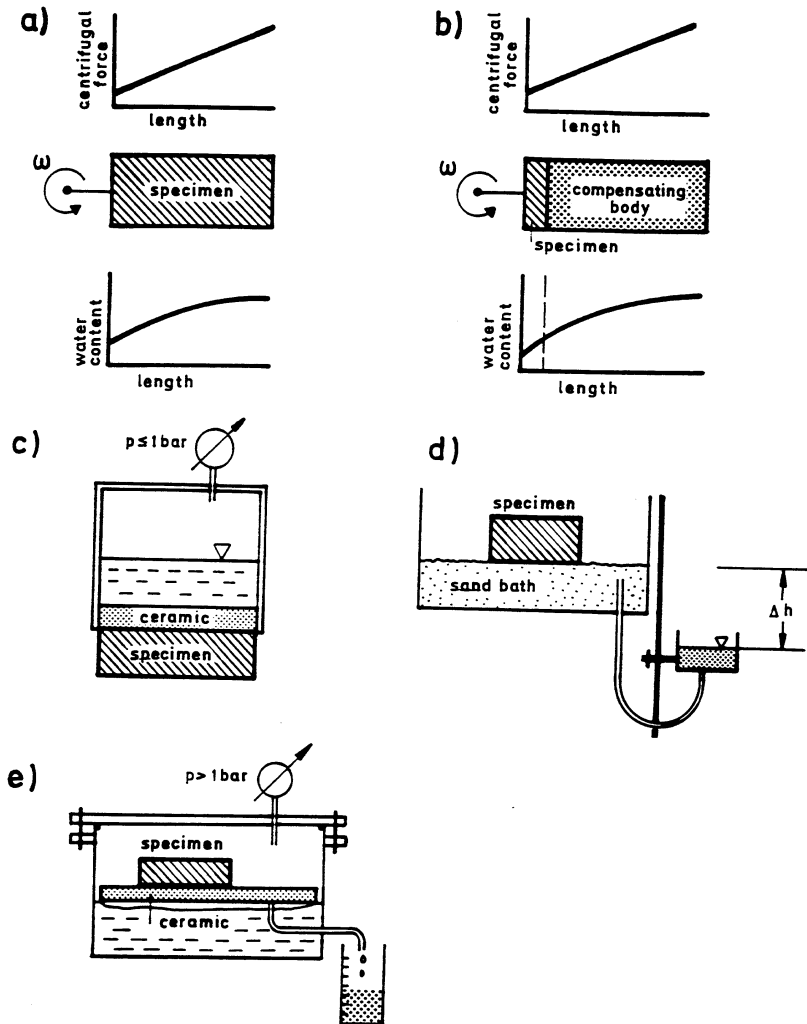 a)
centrifugal
force
length
ω
specimen
water
content
length
b)
centrifugal
force
length
ω
compensating
body
specimen
water
content
length
c)
p≤1bar
ceramic
specimen
d)
specimen
sand bath
Δh
e)
p>1bar
specimen
ceramic